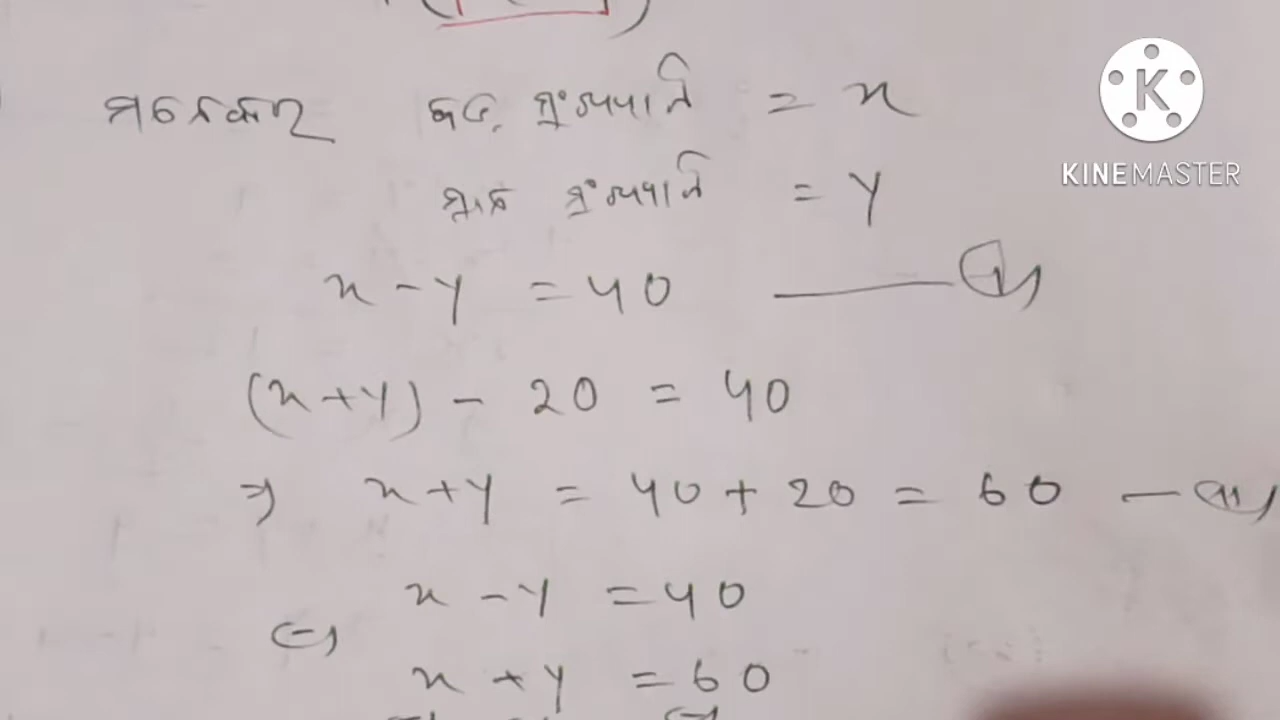 ମନେକର ବଡ଼ ସଂଖ୍ୟାଟି = x
KINEMASTER
ସାନ ସଂଖ୍ୟାଟି = y
x - y = 40 — (i)
(x + y) - 20 = 40
⇒ x + y = 40 + 20 = 60 — (ii)
x - y = 40
(-)
x + y = 60